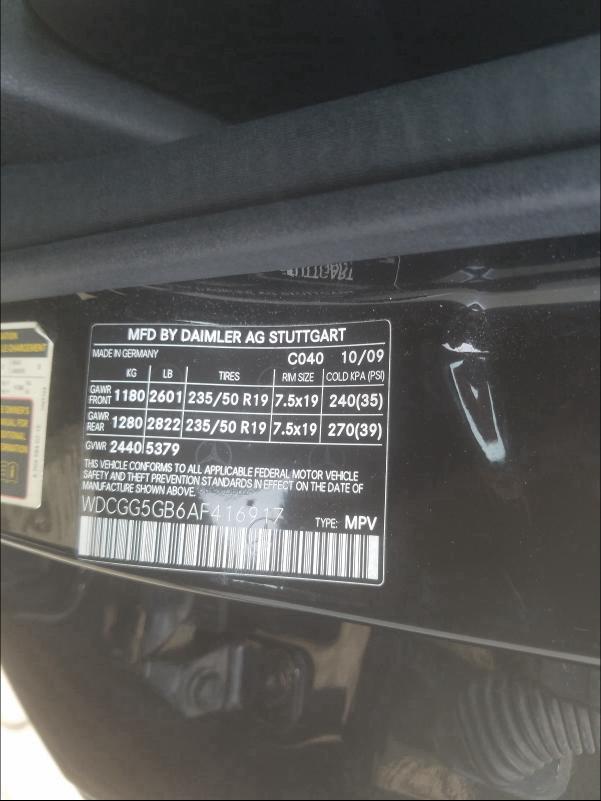 MFD BY DAIMLER AG STUTTGART
MADE IN GERMANY
C040 10/09
KG LB TIRES RIM SIZE COLD KPA (PSI)
GAWR FRONT 1180 2601 235/50 R19 7.5x19 240(35)
GAWR REAR 1280 2822 235/50 R19 7.5x19 270(39)
GVWR 2440 5379
THIS VEHICLE CONFORMS TO ALL APPLICABLE FEDERAL MOTOR VEHICLE
SAFETY AND THEFT PREVENTION STANDARDS IN EFFECT ON THE DATE
OF MANUFACTURE SHOWN ABOVE.
WDCGG5GB6AF416917
TYPE: MPV